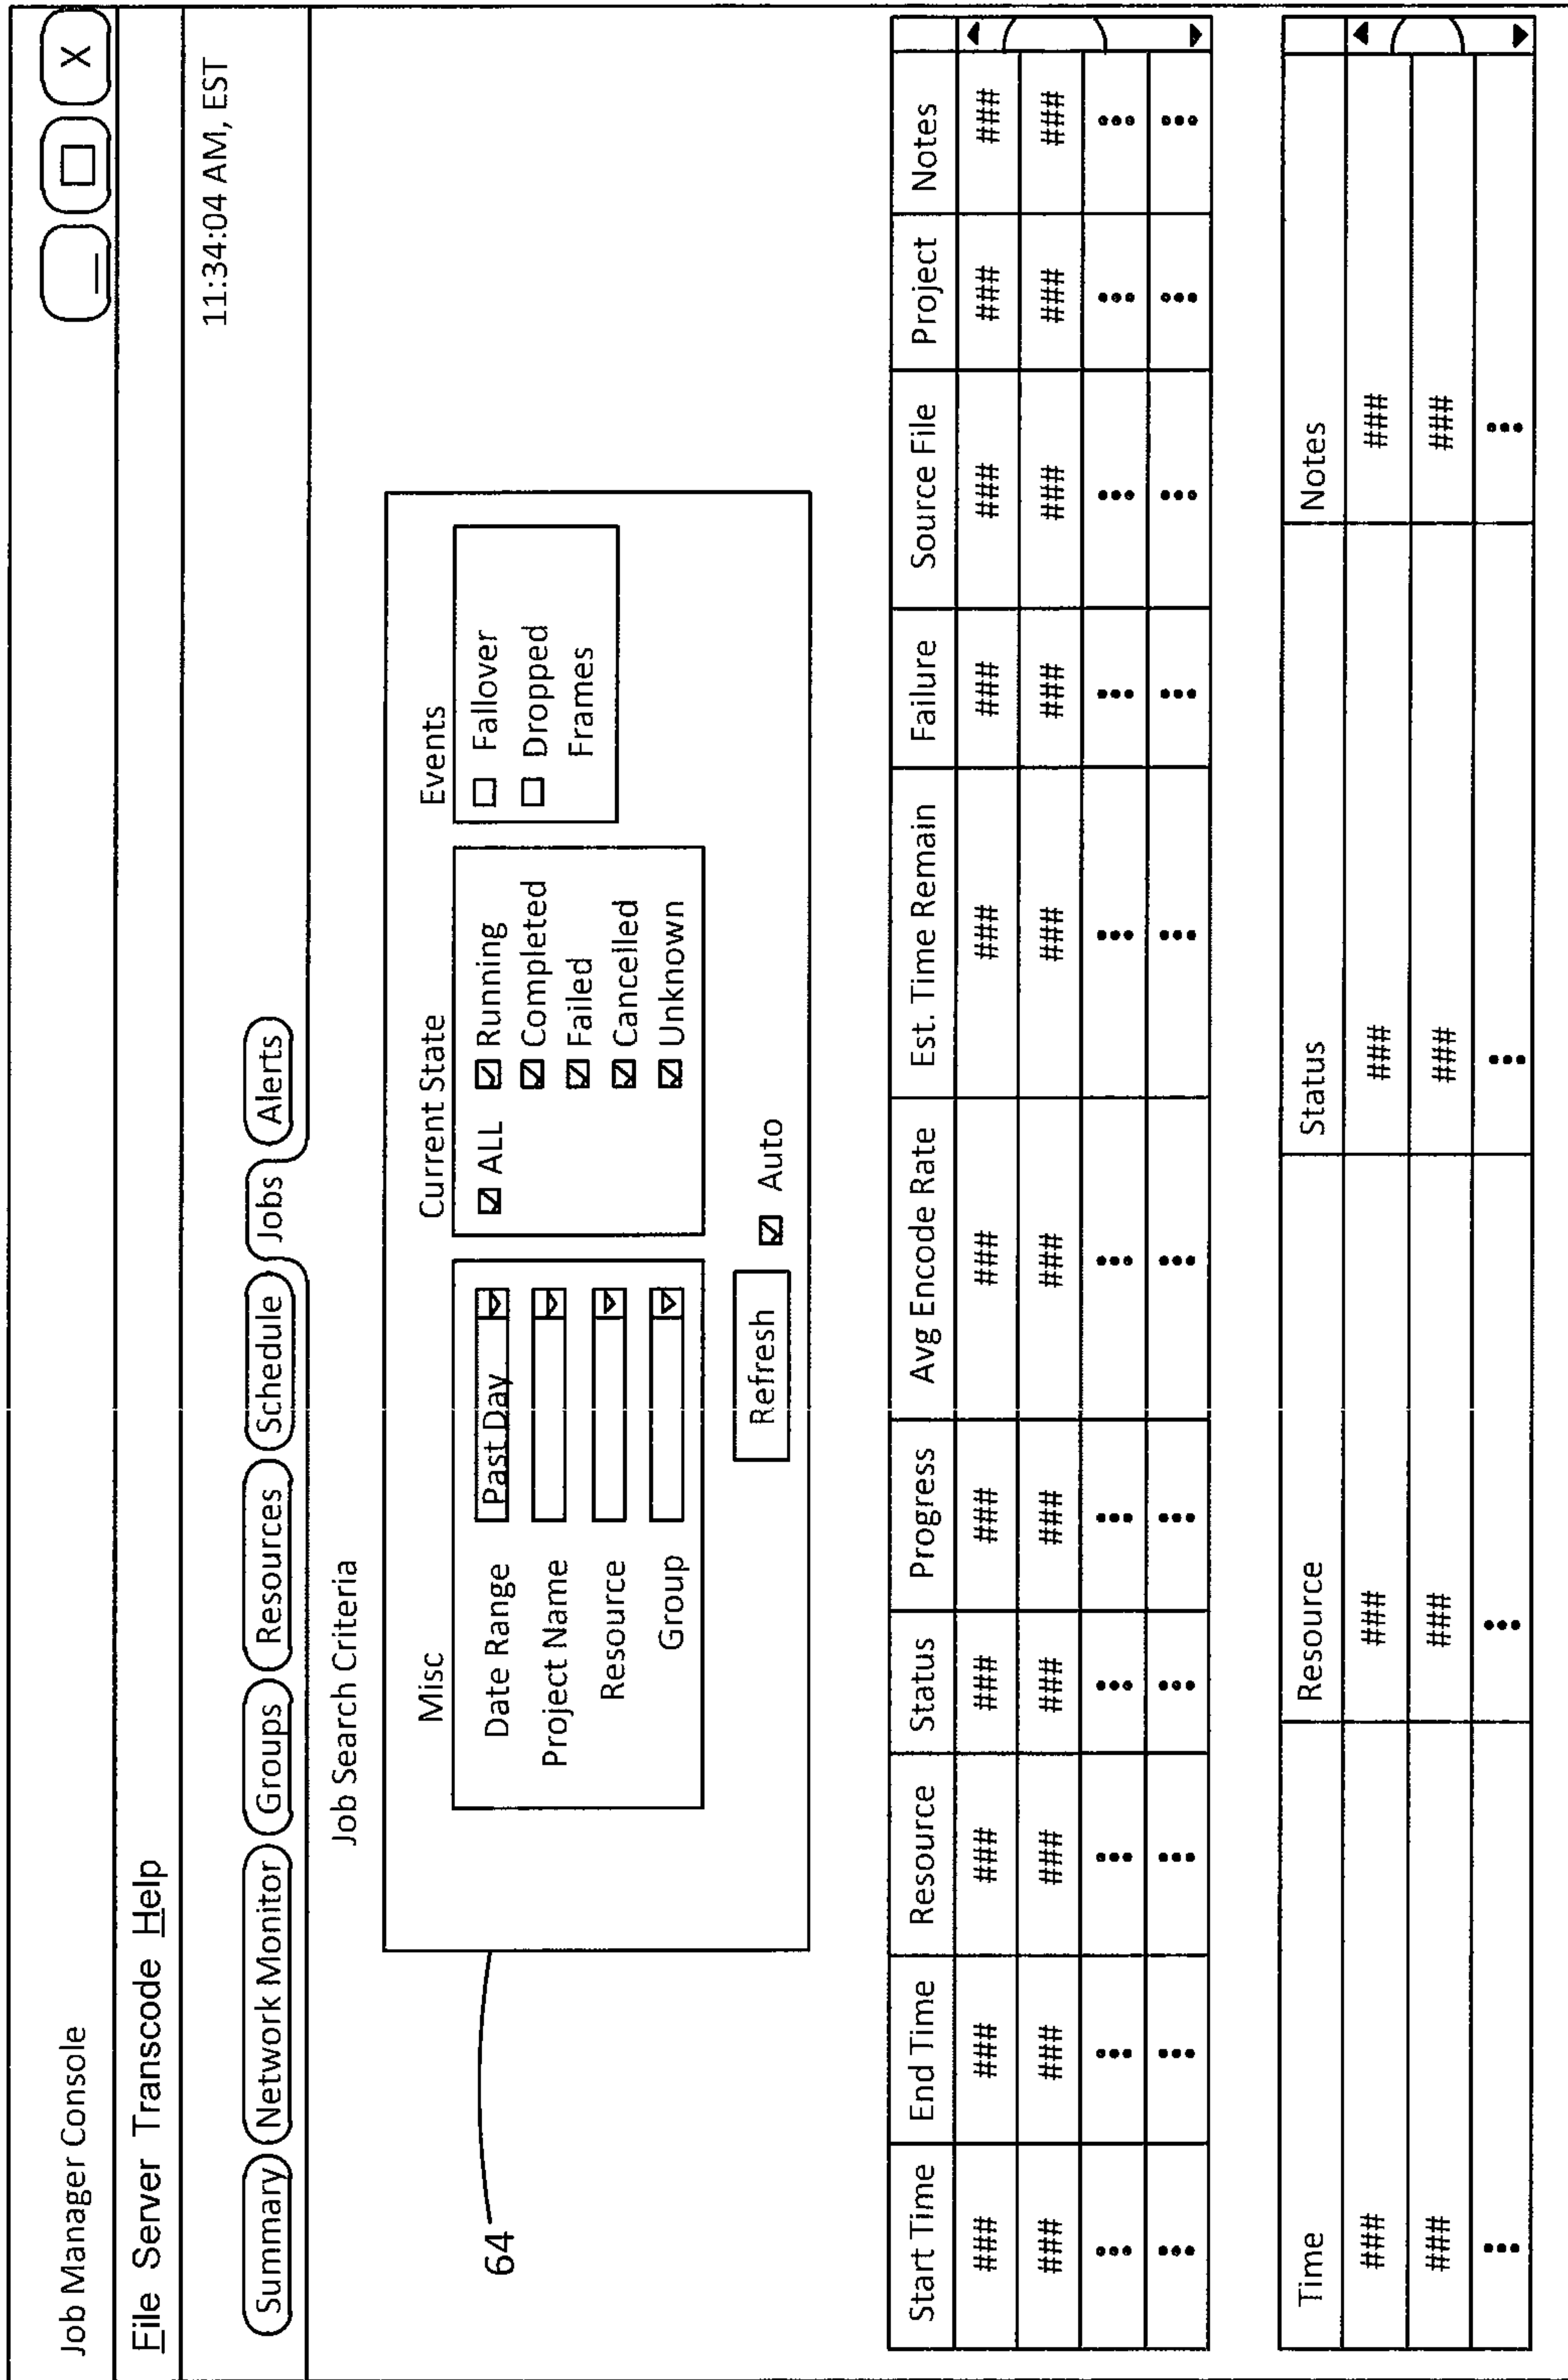 Job Manager Console
_ □ X
File Server Transcode Help
11:34:04 AM, EST
Summary Network Monitor Groups Resources Schedule Jobs Alerts
Job Search Criteria
64
Misc
Date Range Past Day
Project Name
Resource
Group
Current State
ALL
Running
Completed
Failed
Cancelled
Unknown
Events
Fallover
Dropped
Frames
Refresh
Auto
Start Time End Time Resource Status Progress Avg Encode Rate Est. Time Remain Failure Source File Project Notes
### ### ### ### ### ### ### ### ### ### ###
### ### ### ### ### ### ### ### ### ### ###
••• ••• ••• ••• ••• ••• ••• ••• ••• ••• •••
••• ••• ••• ••• ••• ••• ••• ••• ••• ••• •••
Time Resource Status Notes
### ### ### ###
### ### ### ###
••• ••• ••• •••